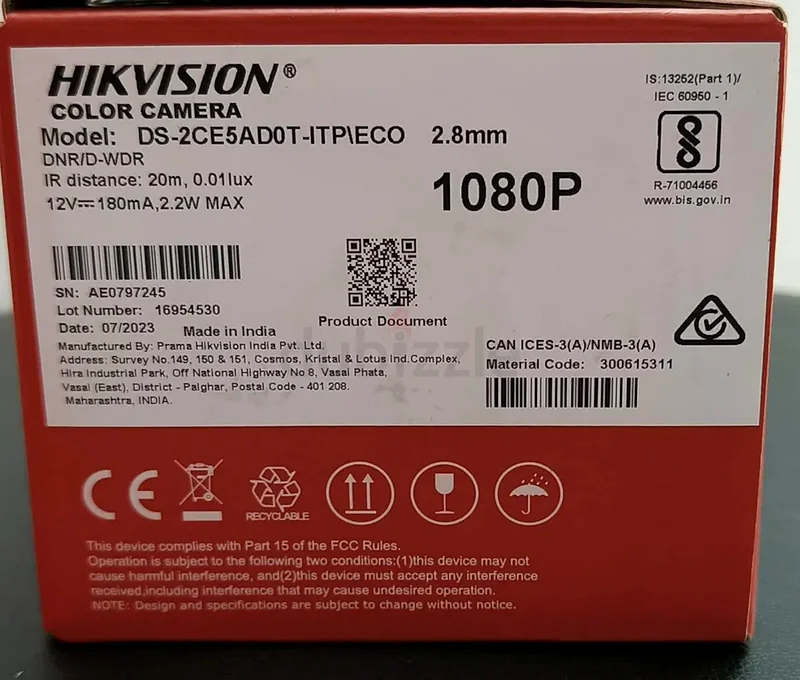 HIKVISION®
COLOR CAMERA
Model: DS-2CE5AD0T-ITP\ECO 2.8mm
DNR/D-WDR
IR distance: 20m, 0.01lux
12V⎓180mA,2.2W MAX
1080P
IS:13252(Part 1)/
IEC 60950 - 1
R-71004456
www.bis.gov.in
SN: AE0797245
Lot Number: 16954530
Date: 07/2023 Made in India
Product Document
Manufactured By: Prama Hikvision India Pvt. Ltd.
Address: Survey No.149, 150 & 151, Cosmos, Kristal & Lotus Ind.Complex,
Hira Industrial Park, Off National Highway No 8, Vasai Phata,
Vasai (East), District - Palghar, Postal Code - 401 208.
Maharashtra, INDIA.
CAN ICES-3(A)/NMB-3(A)
Material Code: 300615311
dubizzle
CE
RECYCLABLE
This device complies with Part 15 of the FCC Rules.
Operation is subject to the following two conditions:(1)this device may not
cause harmful interference, and(2)this device must accept any interference
received,including interference that may cause undesired operation.
NOTE: Design and specifications are subject to change without notice.